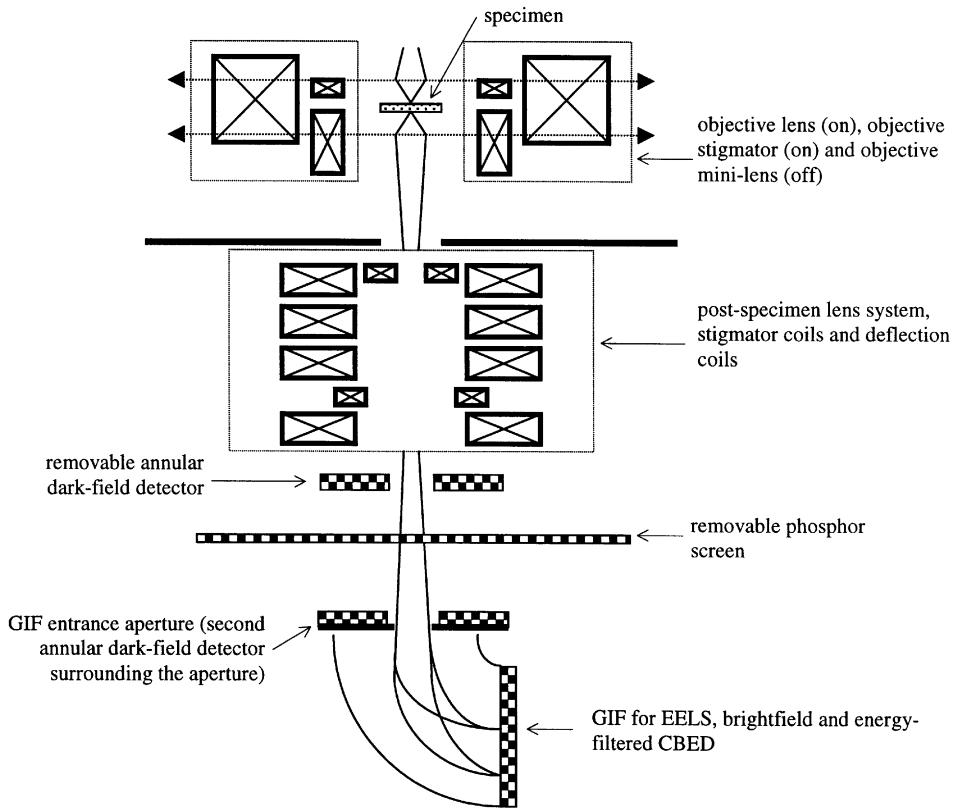 specimen
objective lens (on), objective
stigmator (on) and objective
mini-lens (off)
post-specimen lens system,
stigmator coils and deflection
coils
removable annular
dark-field detector
removable phosphor
screen
GIF entrance aperture (second
annular dark-field detector
surrounding the aperture)
GIF for EELS, brightfield and energy-
filtered CBED